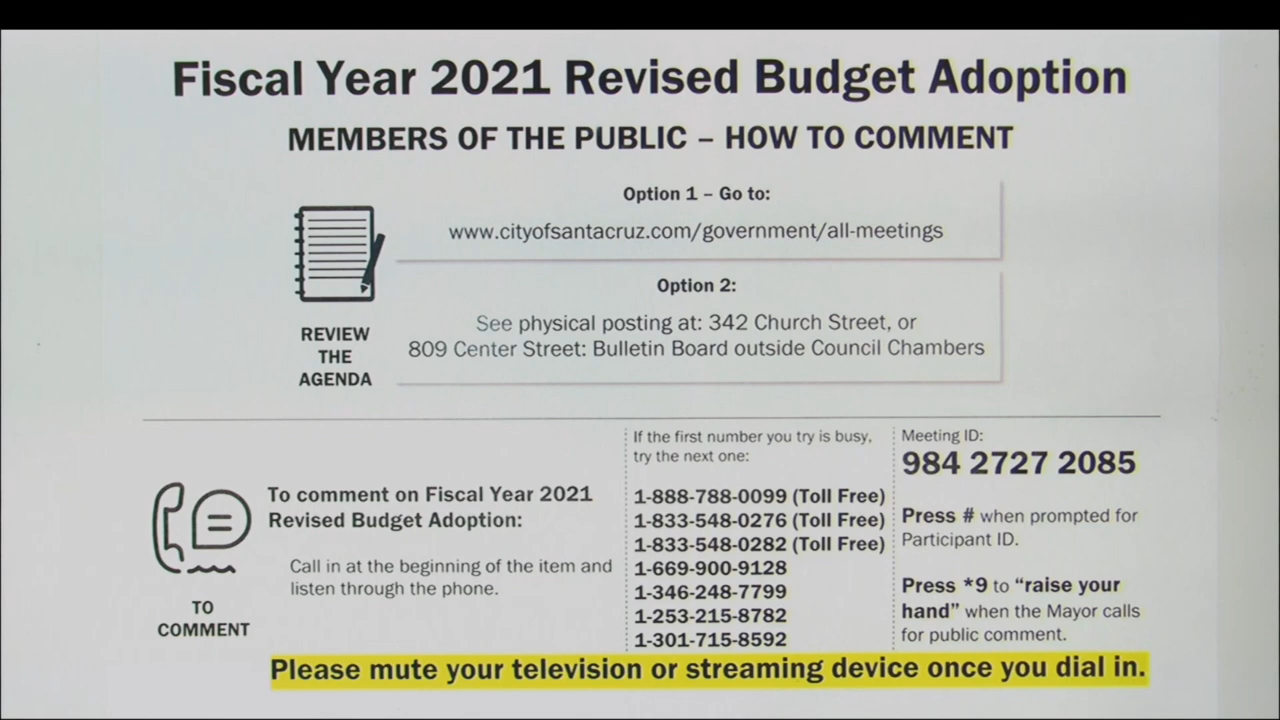 Fiscal Year 2021 Revised Budget Adoption
MEMBERS OF THE PUBLIC – HOW TO COMMENT
Option 1 – Go to:
www.cityofsantacruz.com/government/all-meetings
Option 2:
See physical posting at: 342 Church Street, or
809 Center Street: Bulletin Board outside Council Chambers
REVIEW
THE
AGENDA
To comment on Fiscal Year 2021
Revised Budget Adoption:
Call in at the beginning of the item and
listen through the phone.
TO
COMMENT
If the first number you try is busy,
try the next one:
1-888-788-0099 (Toll Free)
1-833-548-0276 (Toll Free)
1-833-548-0282 (Toll Free)
1-669-900-9128
1-346-248-7799
1-253-215-8782
1-301-715-8592
Meeting ID:
984 2727 2085
Press # when prompted for
Participant ID.
Press *9 to “raise your
hand” when the Mayor calls
for public comment.
Please mute your television or streaming device once you dial in.